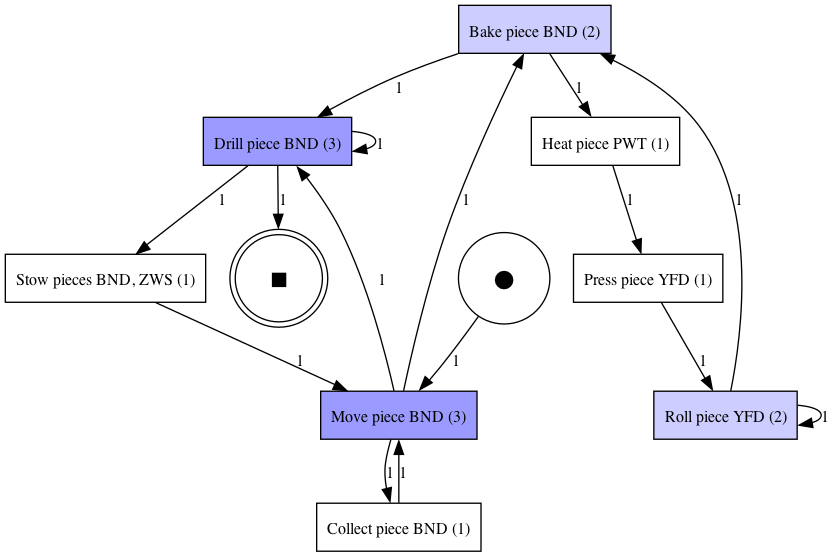 Bake piece BND (2)
1
1
Drill piece BND (3)
1
Heat piece PWT (1)
1
1
1
1
1
Stow pieces BND, ZWS (1)
1
Press piece YFD (1)
1
1
1
Move piece BND (3)
Roll piece YFD (2)
1
1
1
Collect piece BND (1)